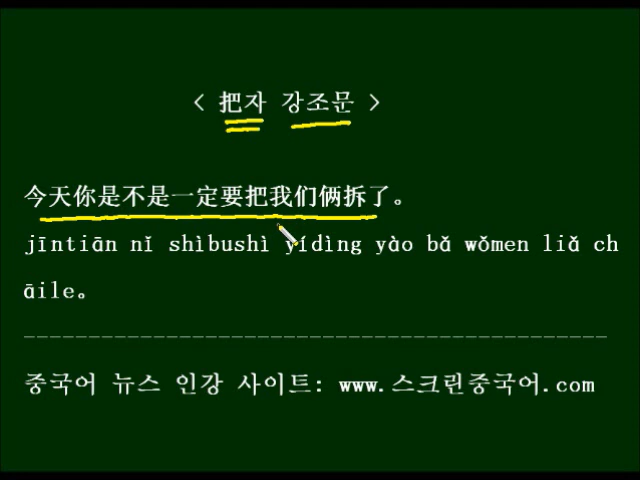 < 把자 강조문 >
今天你是不是一定要把我们俩拆了。
jīntiān nǐ shìbushì yídìng yào bǎ wǒmen liǎ ch
āile。
중국어 뉴스 인강 사이트: www.스크린중국어.com